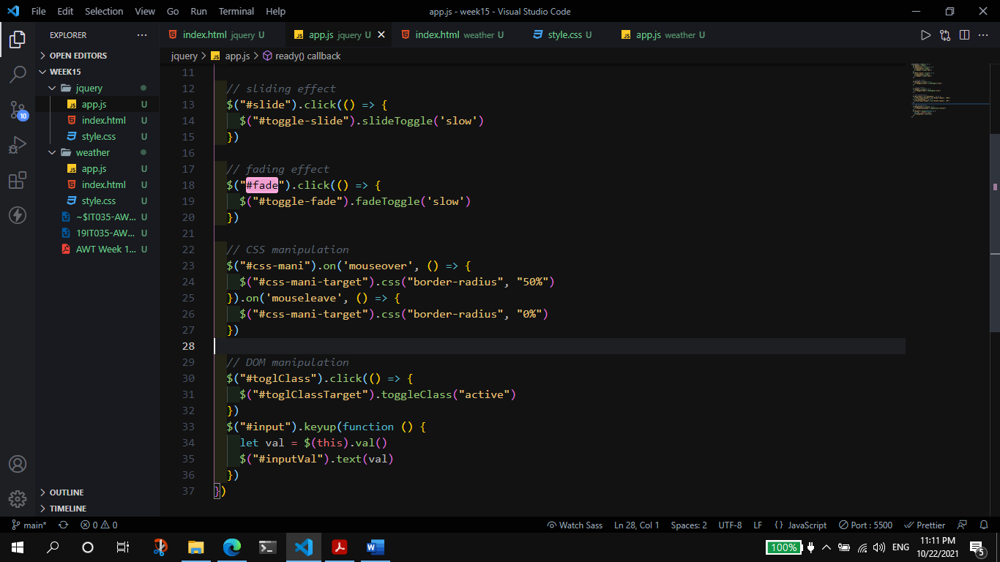 File Edit Selection View Go Run Terminal Help app.js - week15 - Visual Studio Code
EXPLORER ···
index.html jquery U app.js jquery U index.html weather U style.css U app.js weather U
OPEN EDITORS
jquery > app.js > ready() callback
WEEK15
jquery
app.js U
index.html U
style.css U
weather
app.js U
index.html U
style.css U
~$IT035-AW... U
19IT035-AW... U
AWT Week 1... U
10
OUTLINE
TIMELINE
11
12 // sliding effect
13 $("#slide").click(() => {
14 $("#toggle-slide").slideToggle('slow')
15 })
16
17 // fading effect
18 $("#fade").click(() => {
19 $("#toggle-fade").fadeToggle('slow')
20 })
21
22 // CSS manipulation
23 $("#css-mani").on('mouseover', () => {
24 $("#css-mani-target").css("border-radius", "50%")
25 }).on('mouseleave', () => {
26 $("#css-mani-target").css("border-radius", "0%")
27 })
28
29 // DOM manipulation
30 $("#toglClass").click(() => {
31 $("#toglClassTarget").toggleClass("active")
32 })
33 $("#input").keyup(function () {
34 let val = $(this).val()
35 $("#inputVal").text(val)
36 })
37 })
main* 0 0 Watch Sass Ln 28, Col 1 Spaces: 2 UTF-8 LF {} JavaScript Port : 5500 Prettier
100% ENG 11:11 PM
10/22/2021 5